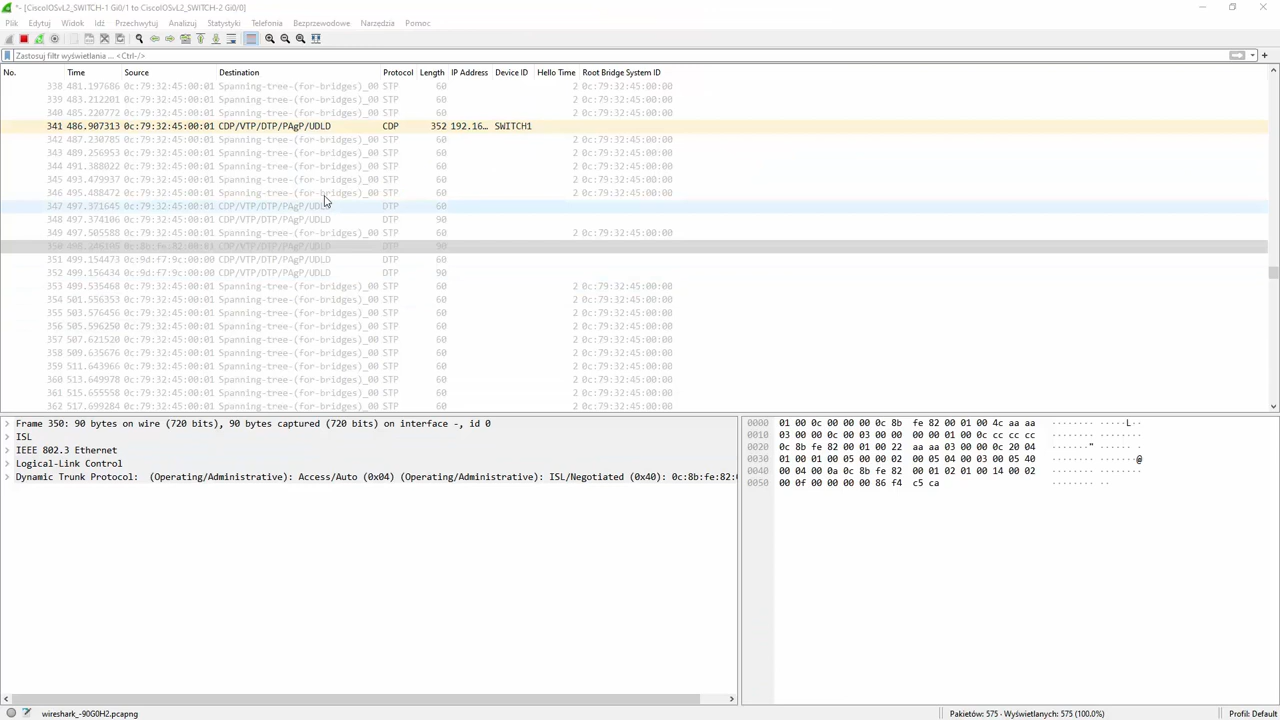 *- [CiscoIOSvL2_SWITCH-1 Gi0/1 to CiscoIOSvL2_SWITCH-2 Gi0/0]
Plik Edytuj Widok Idź Przechwytuj Analizuj Statystyki Telefonia Bezprzewodowe Narzędzia Pomoc
Zastosuj filtr wyświetlania ... <Ctrl-/>
No. Time Source Destination Protocol Length IP Address Device ID Hello Time Root Bridge System ID
338 481.197686 0c:79:32:45:00:01 Spanning-tree-(for-bridges)_00 STP 60 2 0c:79:32:45:00:00
339 483.212201 0c:79:32:45:00:01 Spanning-tree-(for-bridges)_00 STP 60 2 0c:79:32:45:00:00
340 485.220772 0c:79:32:45:00:01 Spanning-tree-(for-bridges)_00 STP 60 2 0c:79:32:45:00:00
341 486.907313 0c:79:32:45:00:01 CDP/VTP/DTP/PAgP/UDLD CDP 352 192.16… SWITCH1
342 487.230785 0c:79:32:45:00:01 Spanning-tree-(for-bridges)_00 STP 60 2 0c:79:32:45:00:00
343 489.256953 0c:79:32:45:00:01 Spanning-tree-(for-bridges)_00 STP 60 2 0c:79:32:45:00:00
344 491.388022 0c:79:32:45:00:01 Spanning-tree-(for-bridges)_00 STP 60 2 0c:79:32:45:00:00
345 493.479937 0c:79:32:45:00:01 Spanning-tree-(for-bridges)_00 STP 60 2 0c:79:32:45:00:00
346 495.488472 0c:79:32:45:00:01 Spanning-tree-(for-bridges)_00 STP 60 2 0c:79:32:45:00:00
347 497.371645 0c:79:32:45:00:01 CDP/VTP/DTP/PAgP/UDLD DTP 60
348 497.374106 0c:79:32:45:00:01 CDP/VTP/DTP/PAgP/UDLD DTP 90
349 497.505588 0c:79:32:45:00:01 Spanning-tree-(for-bridges)_00 STP 60 2 0c:79:32:45:00:00
350 CDP/VTP/DTP/PAgP/UDLD DTP 90
351 499.154473 0c:9d:f7:9c:00:00 CDP/VTP/DTP/PAgP/UDLD DTP 60
352 499.156434 0c:9d:f7:9c:00:00 CDP/VTP/DTP/PAgP/UDLD DTP 90
353 499.535468 0c:79:32:45:00:01 Spanning-tree-(for-bridges)_00 STP 60 2 0c:79:32:45:00:00
354 501.556353 0c:79:32:45:00:01 Spanning-tree-(for-bridges)_00 STP 60 2 0c:79:32:45:00:00
355 503.576456 0c:79:32:45:00:01 Spanning-tree-(for-bridges)_00 STP 60 2 0c:79:32:45:00:00
356 505.596250 0c:79:32:45:00:01 Spanning-tree-(for-bridges)_00 STP 60 2 0c:79:32:45:00:00
357 507.621640 0c:79:32:45:00:01 Spanning-tree-(for-bridges)_00 STP 60 2 0c:79:32:45:00:00
358 509.635676 0c:79:32:45:00:01 Spanning-tree-(for-bridges)_00 STP 60 2 0c:79:32:45:00:00
359 511.643966 0c:79:32:45:00:01 Spanning-tree-(for-bridges)_00 STP 60 2 0c:79:32:45:00:00
360 513.649978 0c:79:32:45:00:01 Spanning-tree-(for-bridges)_00 STP 60 2 0c:79:32:45:00:00
361 515.655558 0c:79:32:45:00:01 Spanning-tree-(for-bridges)_00 STP 60 2 0c:79:32:45:00:00
362 517.699284 0c:79:32:45:00:01 Spanning-tree-(for-bridges)_00 STP 60 2 0c:79:32:45:00:00
Frame 350: 90 bytes on wire (720 bits), 90 bytes captured (720 bits) on interface -, id 0
ISL
IEEE 802.3 Ethernet
Logical-Link Control
Dynamic Trunk Protocol: (Operating/Administrative): Access/Auto (0x04) (Operating/Administrative): ISL/Negotiated (0x40): 0c:8b:fe:82:
0000 01 00 0c 00 00 00 0c 8b fe 82 00 01 00 4c aa aa ········ ·····L··
0010 03 00 00 0c 00 03 00 00 00 00 01 00 0c cc cc cc ········ ········
0020 0c 8b fe 82 00 01 00 22 aa aa 03 00 00 0c 20 04 ·······" ······ ·
0030 01 00 01 00 05 00 00 02 00 05 04 00 03 00 05 40 ········ ·······@
0040 00 04 00 0a 0c 8b fe 82 00 01 02 01 00 14 00 02 ········ ········
0050 00 0f 00 00 00 00 86 f4 c5 ca ········ ··
wireshark_-90G0H2.pcapng Pakietów: 575 · Wyświetlanych: 575 (100.0%) Profil: Default